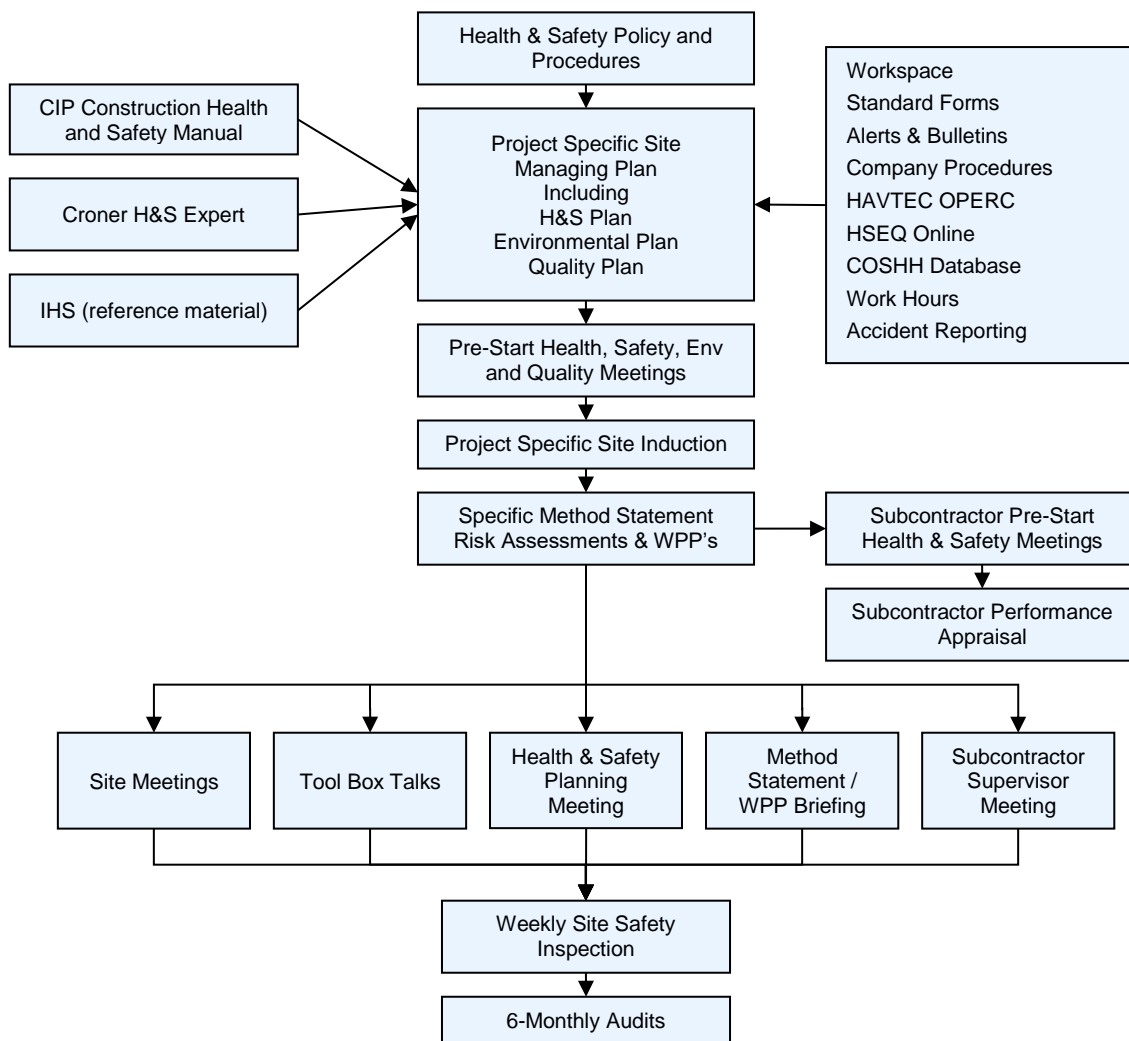 Health & Safety Policy and
Procedures
CIP Construction Health
and Safety Manual
Croner H&S Expert
IHS (reference material)
Project Specific Site
Managing Plan
Including
H&S Plan
Environmental Plan
Quality Plan
Workspace
Standard Forms
Alerts & Bulletins
Company Procedures
HAVTEC OPERC
HSEQ Online
COSHH Database
Work Hours
Accident Reporting
Pre-Start Health, Safety, Env
and Quality Meetings
Project Specific Site Induction
Specific Method Statement
Risk Assessments & WPP's
Subcontractor Pre-Start
Health & Safety Meetings
Subcontractor Performance
Appraisal
Site Meetings
Tool Box Talks
Health & Safety
Planning
Meeting
Method
Statement /
WPP Briefing
Subcontractor
Supervisor
Meeting
Weekly Site Safety
Inspection
6-Monthly Audits